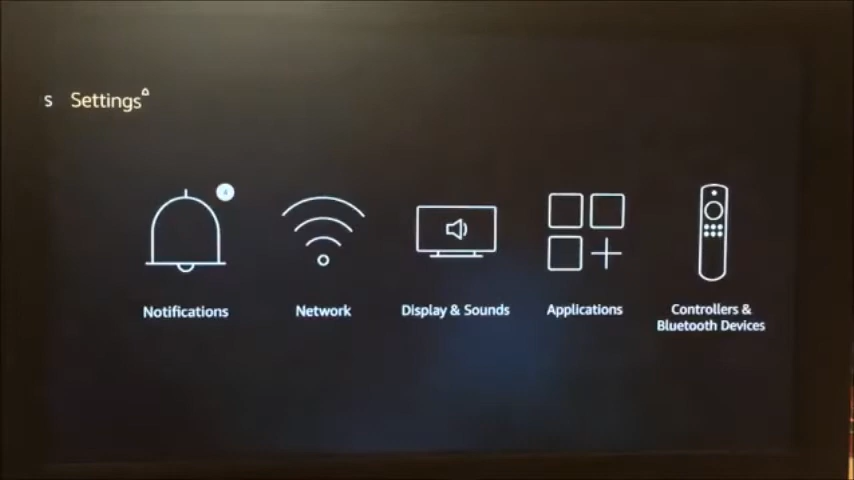 s Settings
Notifications
Network
Display & Sounds
Applications
Controllers &
Bluetooth Devices